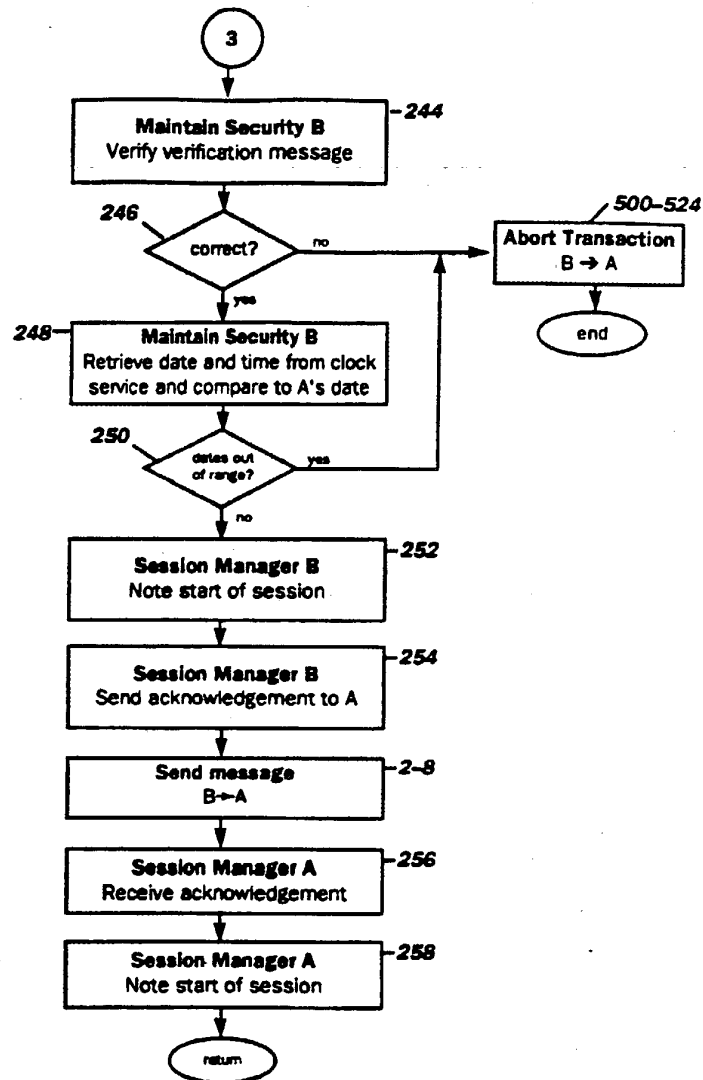 3
244
Maintain Security B
Verify verification message
246
correct?
no
500-524
Abort Transaction
B → A
end
yes
248
Maintain Security B
Retrieve date and time from clock
service and compare to A's date
250
dates out
of range?
yes
no
252
Session Manager B
Note start of session
254
Session Manager B
Send acknowledgement to A
2-8
Send message
B→A
256
Session Manager A
Receive acknowledgement
258
Session Manager A
Note start of session
return